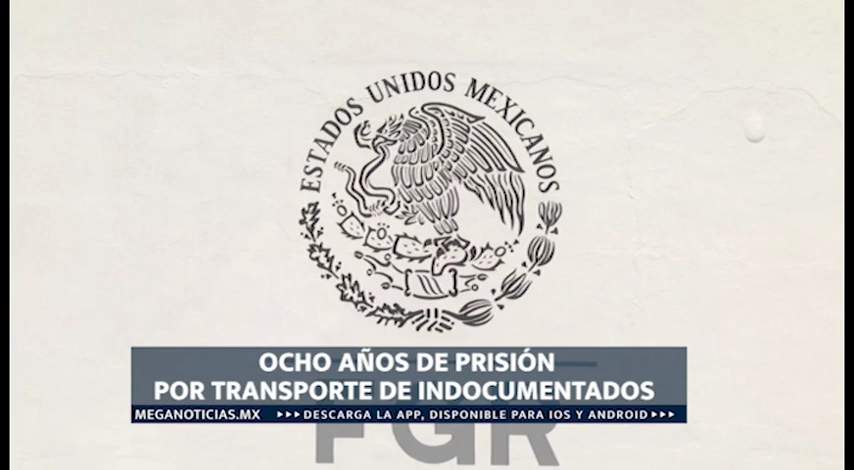 ESTADOS UNIDOS MEXICANOS
OCHO AÑOS DE PRISIÓN
POR TRANSPORTE DE INDOCUMENTADOS
MEGANOTICIAS.MX ▸▸▸ DESCARGA LA APP, DISPONIBLE PARA IOS Y ANDROID ▸▸▸
FGR